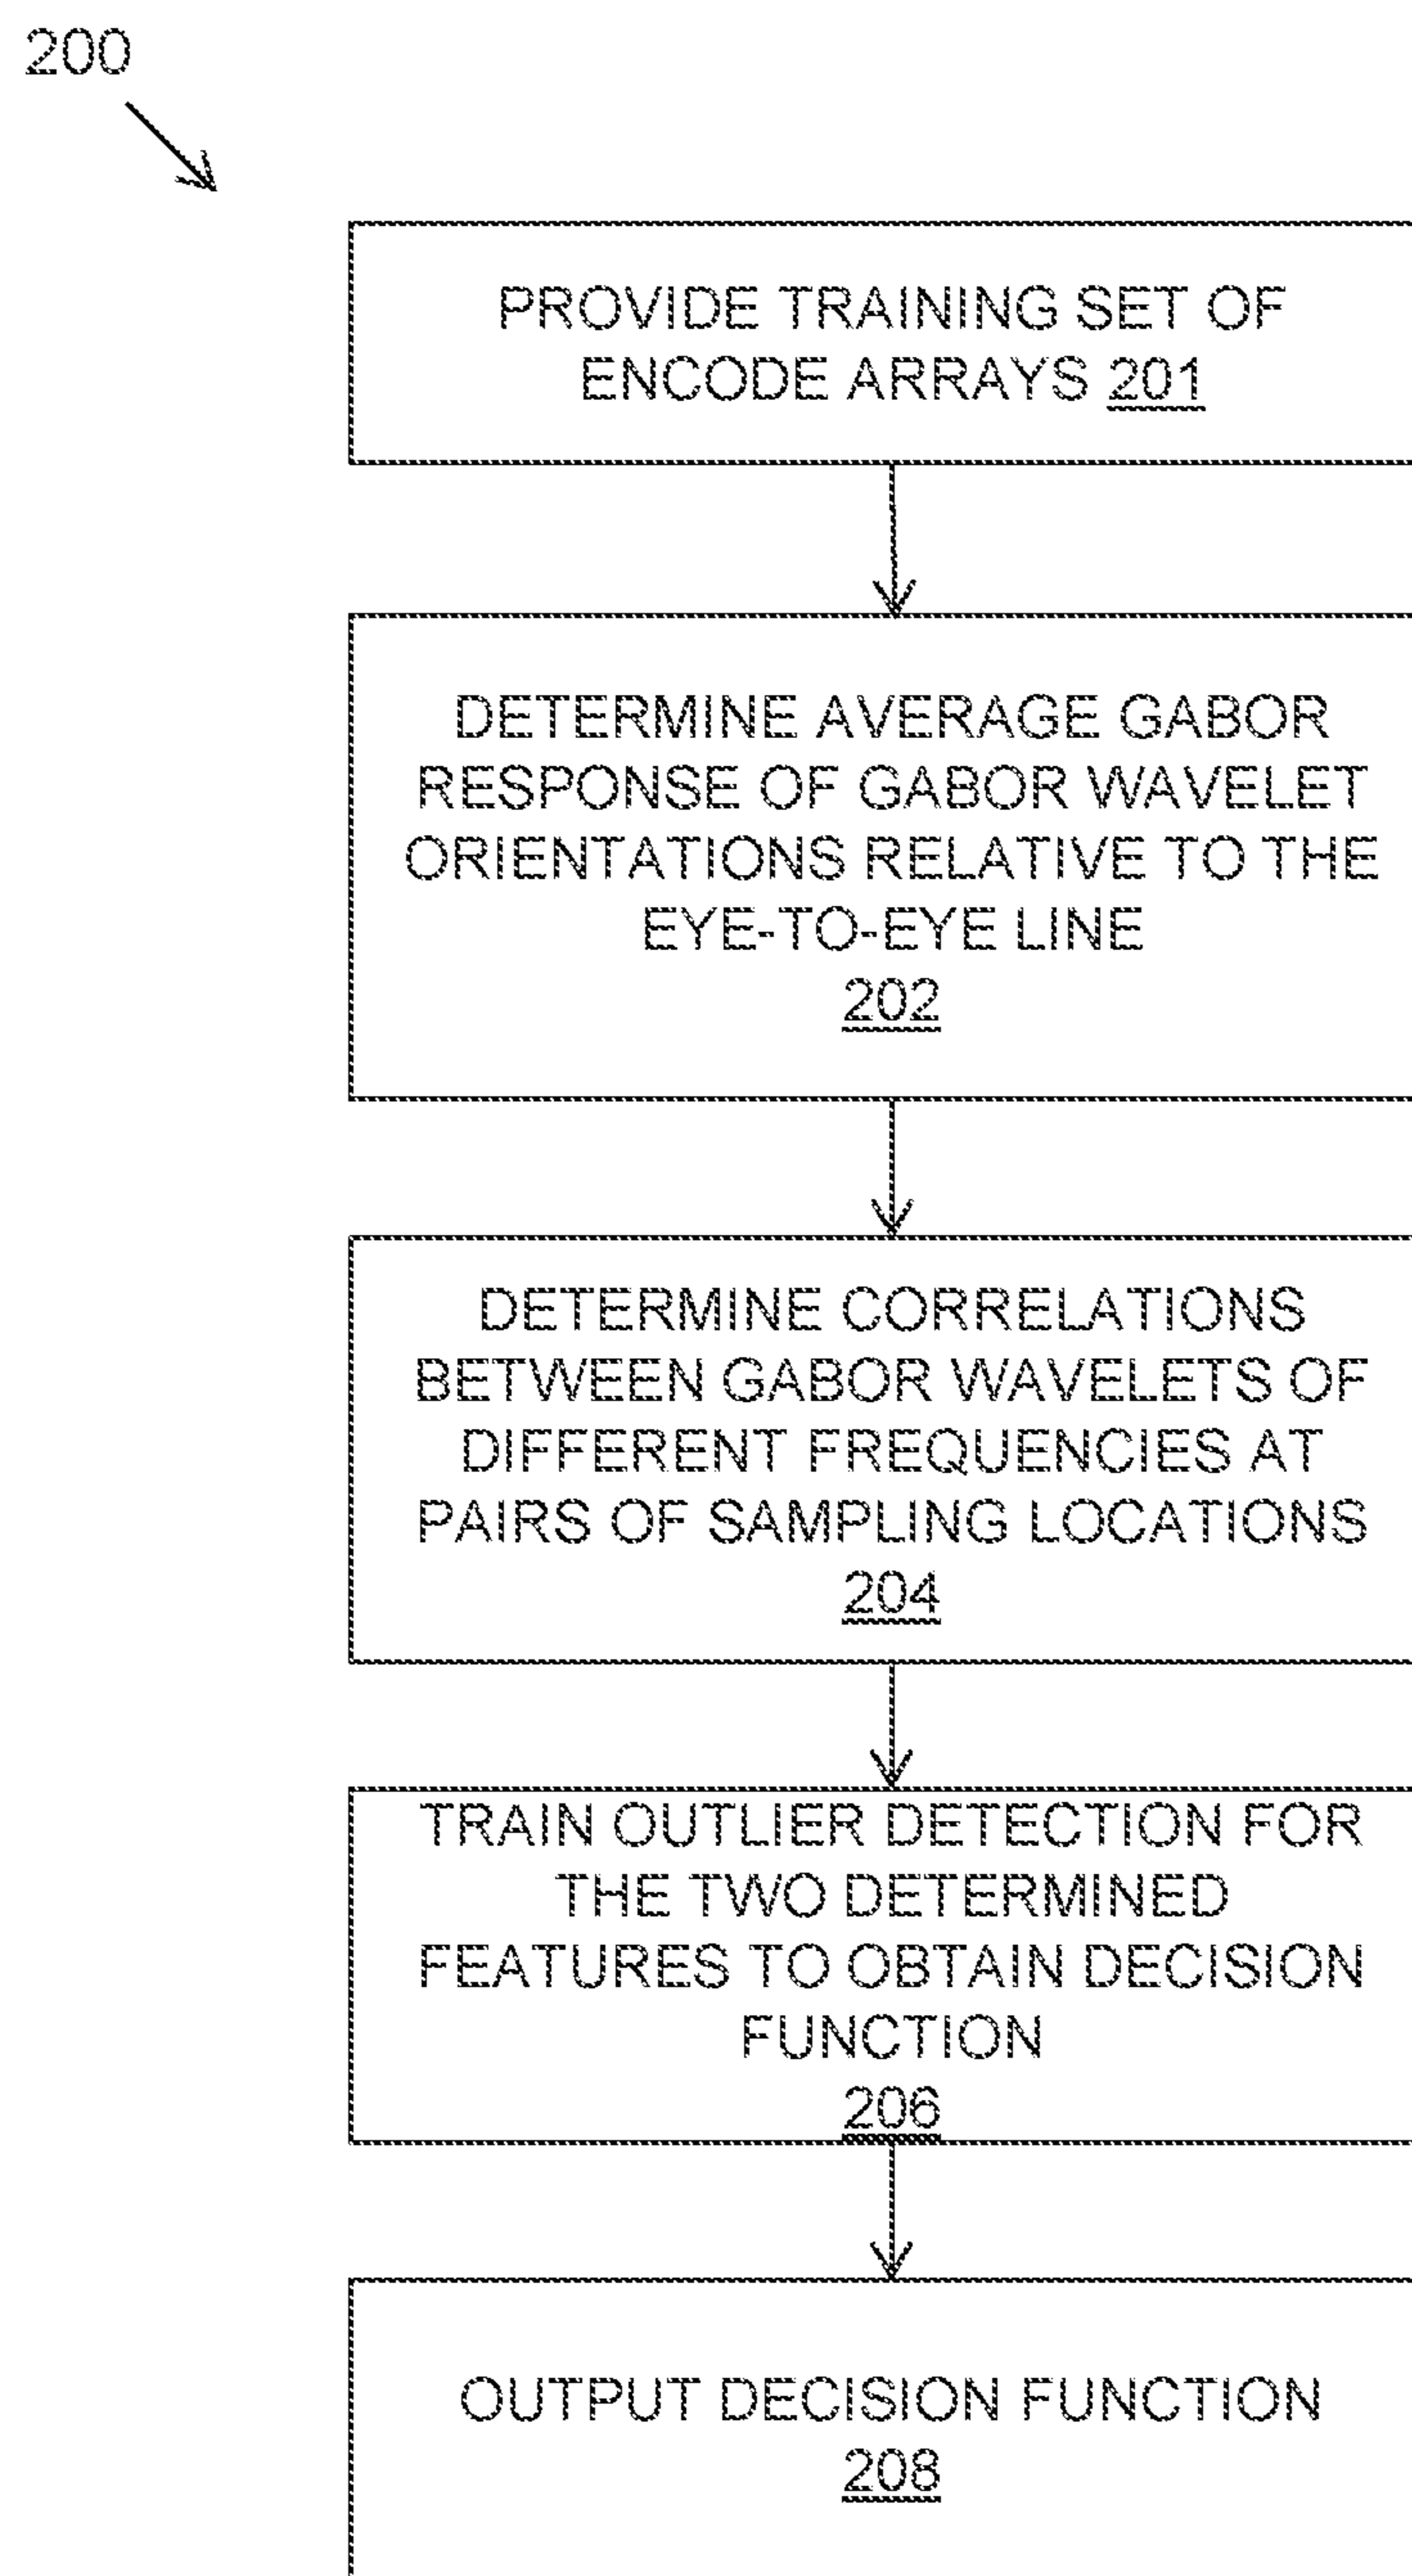 200
PROVIDE TRAINING SET OF
ENCODE ARRAYS 201
DETERMINE AVERAGE GABOR
RESPONSE OF GABOR WAVELET
ORIENTATIONS RELATIVE TO THE
EYE-TO-EYE LINE
202
DETERMINE CORRELATIONS
BETWEEN GABOR WAVELETS OF
DIFFERENT FREQUENCIES AT
PAIRS OF SAMPLING LOCATIONS
204
TRAIN OUTLIER DETECTION FOR
THE TWO DETERMINED
FEATURES TO OBTAIN DECISION
FUNCTION
206
OUTPUT DECISION FUNCTION
208